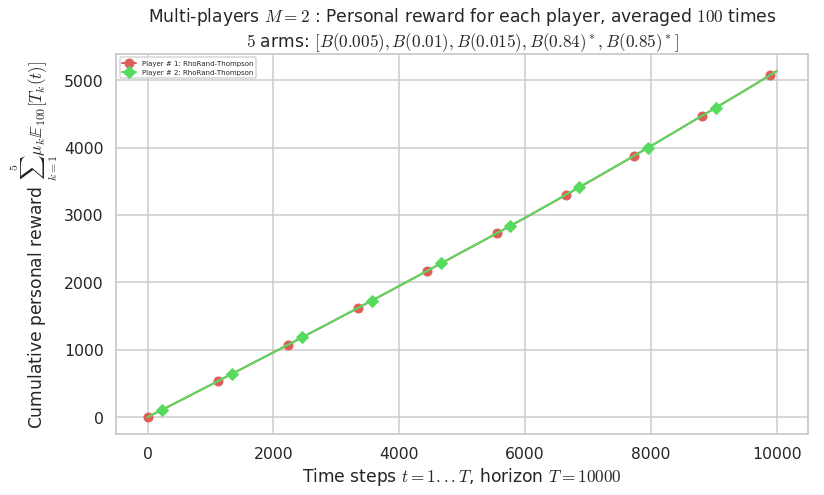 Multi-players $M = 2$ : Personal reward for each player, averaged $100$ times
$5$ arms: $[B(0.005), B(0.01), B(0.015), B(0.84)^*, B(0.85)^*]$
Player # 1: RhoRand-Thompson
Player # 2: RhoRand-Thompson
Cumulative personal reward $\sum_{k=1}^{5} \mu_k \mathbb{E}_{100}[T_k(t)]$
5000
4000
3000
2000
1000
0
0 2000 4000 6000 8000 10000
Time steps $t = 1...T$, horizon $T = 10000$